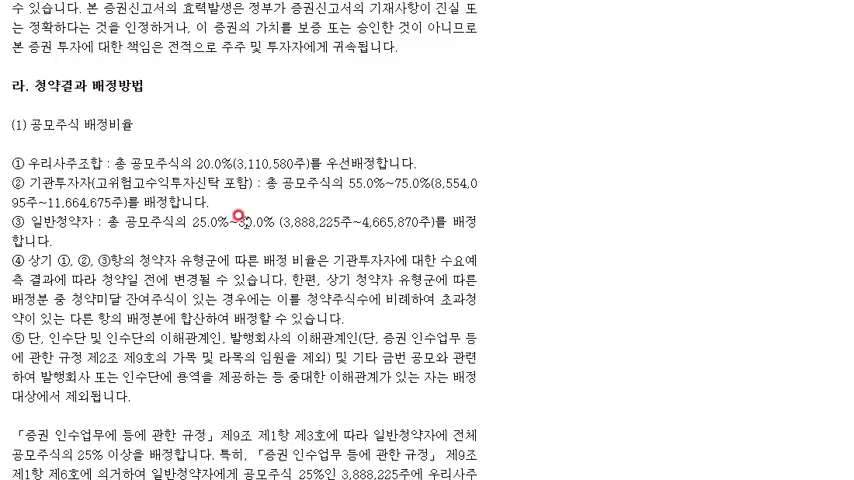 수 있습니다. 본 증권신고서의 효력발생은 정부가 증권신고서의 기재사항이 진실 또
는 정확하다는 것을 인정하거나, 이 증권의 가치를 보증 또는 승인한 것이 아니므로
본 증권 투자에 대한 책임은 전적으로 주주 및 투자자에게 귀속됩니다.
라. 청약결과 배정방법
(1) 공모주식 배정비율
① 우리사주조합 : 총 공모주식의 20.0%(3,110,580주)를 우선배정합니다.
② 기관투자자(고위험고수익투자신탁 포함) : 총 공모주식의 55.0%~75.0%(8,554,0
95주~11,664,675주)를 배정합니다.
③ 일반청약자 : 총 공모주식의 25.0%~30.0% (3,888,225주~4,665,870주)를 배정
합니다.
④ 상기 ①, ②, ③항의 청약자 유형군에 따른 배정 비율은 기관투자자에 대한 수요예
측 결과에 따라 청약일 전에 변경될 수 있습니다. 한편, 상기 청약자 유형군에 따른
배정분 중 청약미달 잔여주식이 있는 경우에는 이를 청약주식수에 비례하여 초과청
약이 있는 다른 항의 배정분에 합산하여 배정할 수 있습니다.
⑤ 단, 인수단 및 인수단의 이해관계인, 발행회사의 이해관계인(단, 증권 인수업무 등
에 관한 규정 제2조 제9호의 가목 및 라목의 임원을 제외) 및 기타 금번 공모와 관련
하여 발행회사 또는 인수단에 용역을 제공하는 등 중대한 이해관계가 있는 자는 배정
대상에서 제외됩니다.
「증권 인수업무에 등에 관한 규정」 제9조 제1항 제3호에 따라 일반청약자에 전체
공모주식의 25% 이상을 배정합니다. 특히, 「증권 인수업무 등에 관한 규정」 제9조
제1항 제6호에 의거하여 일반청약자에게 공모주식 25%인 3,888,225주에 우리사주